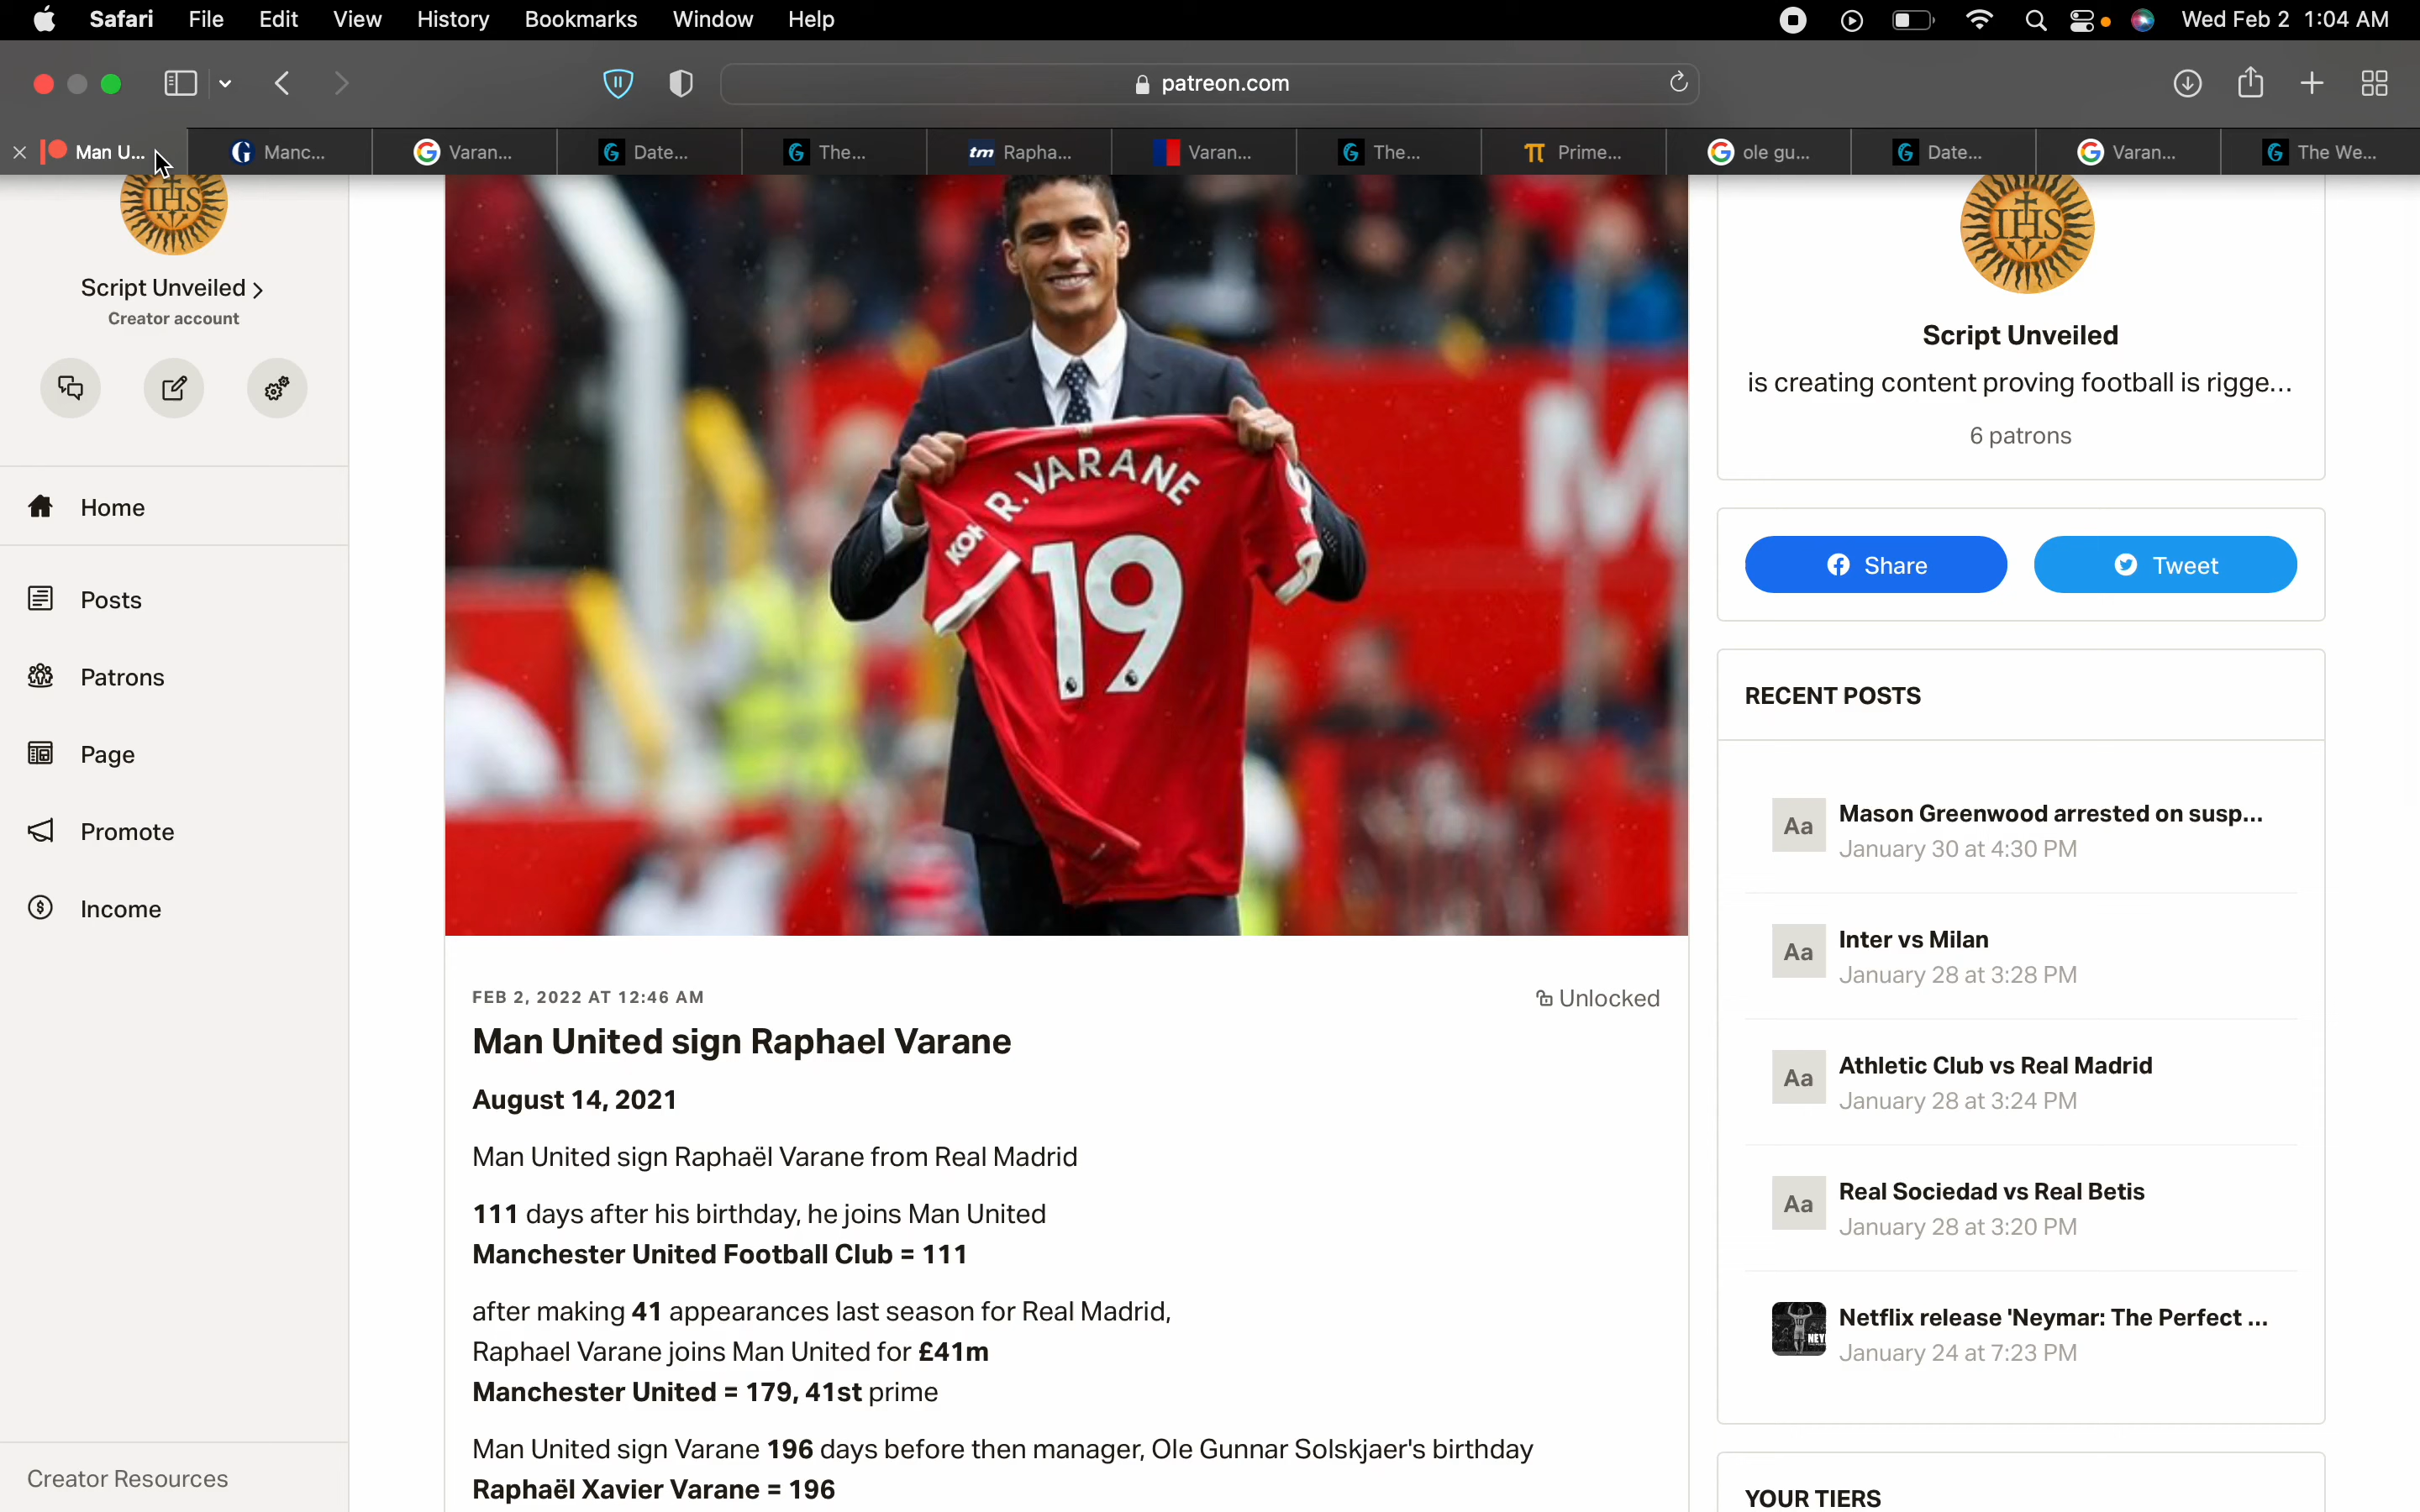 Safari File Edit View History Bookmarks Window Help Wed Feb 2 1:04 AM
patreon.com
Man U... Manc... Varan... Date... The... tm Rapha... Varan... The... Prime... ole gu... Date... Varan... The We...
IHS
Script Unveiled >
Creator account
Home
Posts
Patrons
Page
Promote
Income
Creator Resources
R.VARANE
KOH
19
FEB 2, 2022 AT 12:46 AM
Unlocked
Man United sign Raphael Varane
August 14, 2021
Man United sign Raphaël Varane from Real Madrid
111 days after his birthday, he joins Man United
Manchester United Football Club = 111
after making 41 appearances last season for Real Madrid,
Raphael Varane joins Man United for £41m
Manchester United = 179, 41st prime
Man United sign Varane 196 days before then manager, Ole Gunnar Solskjaer's birthday
Raphaël Xavier Varane = 196
IHS
Script Unveiled
is creating content proving football is rigge...
6 patrons
Share
Tweet
RECENT POSTS
Aa
Mason Greenwood arrested on susp...
January 30 at 4:30 PM
Aa
Inter vs Milan
January 28 at 3:28 PM
Aa
Athletic Club vs Real Madrid
January 28 at 3:24 PM
Aa
Real Sociedad vs Real Betis
January 28 at 3:20 PM
Netflix release 'Neymar: The Perfect ...
January 24 at 7:23 PM
YOUR TIERS